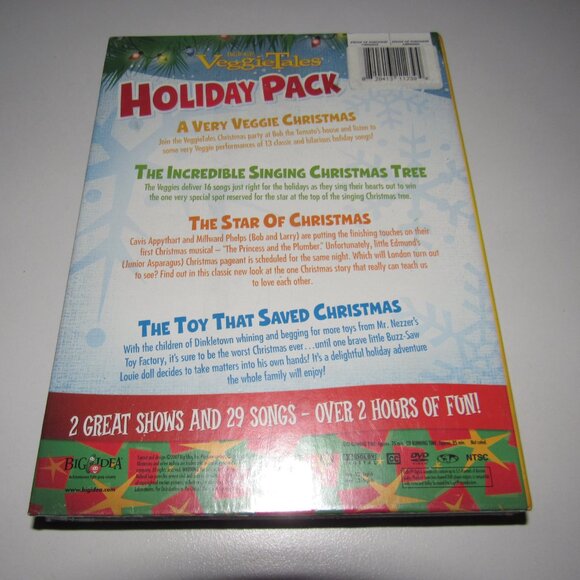 VeggieTales
HOLIDAY PACK
A VERY VEGGIE CHRISTMAS
Join the VeggieTales Christmas party at Bob the Tomato's house and listen to
some very Veggie performances of 13 classic and hilarious holiday songs!
THE INCREDIBLE SINGING CHRISTMAS TREE
The Veggies deliver 16 songs just right for the holidays as they sing their hearts out to win
the one very special spot reserved for the star at the top of the singing Christmas tree.
THE STAR OF CHRISTMAS
Cavis Appythart and Millward Phelps (Bob and Larry) are putting the finishing touches on their
first Christmas musical – "The Princess and the Plumber." Unfortunately, little Edmund's
(Junior Asparagus) Christmas pageant is scheduled for the same night. Which will London turn out
to see? Find out in this classic new look at the one Christmas story that really can teach us
to love each other.
THE TOY THAT SAVED CHRISTMAS
With the children of Dinkletown whining and begging for more toys from Mr. Nezzer's
Toy Factory, it's sure to be the worst Christmas ever...until one brave little Buzz-Saw
Louie doll decides to take matters into his own hands! It's a delightful holiday adventure
the whole family will enjoy!
2 GREAT SHOWS AND 29 SONGS – OVER 2 HOURS OF FUN!
BIG IDEA
www.bigidea.com
CC
DVD
NTSC